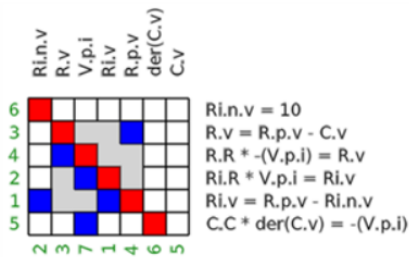 Ri.n.v
R.v
V.p.i
Ri.v
R.p.v
der(C.v)
C.v
6 Ri.n.v = 10
3 R.v = R.p.v - C.v
4 R.R * -(V.p.i) = R.v
2 Ri.R * V.p.i = Ri.v
1 Ri.v = R.p.v - Ri.n.v
5 C.C * der(C.v) = -(V.p.i)
2 3 7 1 4 6 5